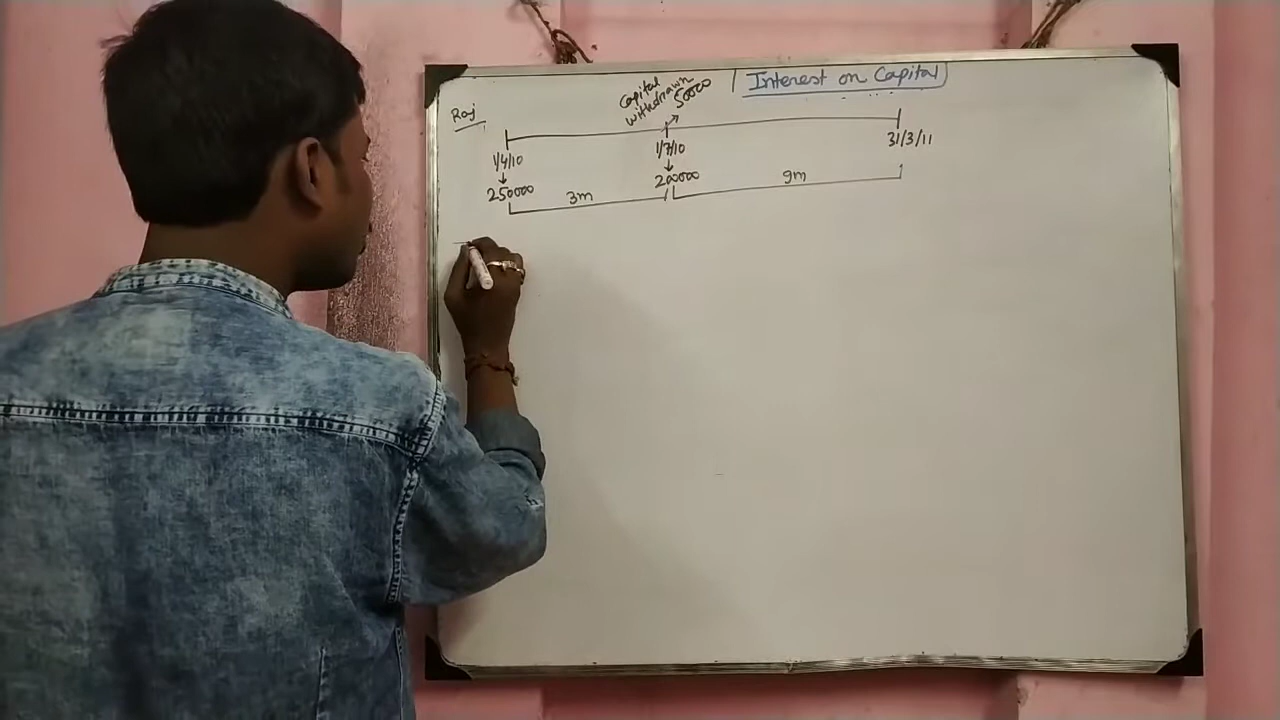 Interest on Capital
Raj
Capital
withdrawn
50000
1/4/10
1/7/10
31/3/11
250000
200000
3m
9m